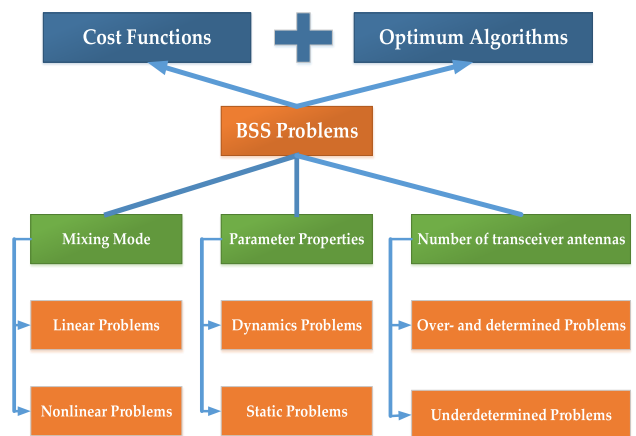 Cost Functions
Optimum Algorithms
BSS Problems
Mixing Mode
Parameter Properties
Number of transceiver antennas
Linear Problems
Dynamics Problems
Over- and determined Problems
Nonlinear Problems
Static Problems
Underdetermined Problems